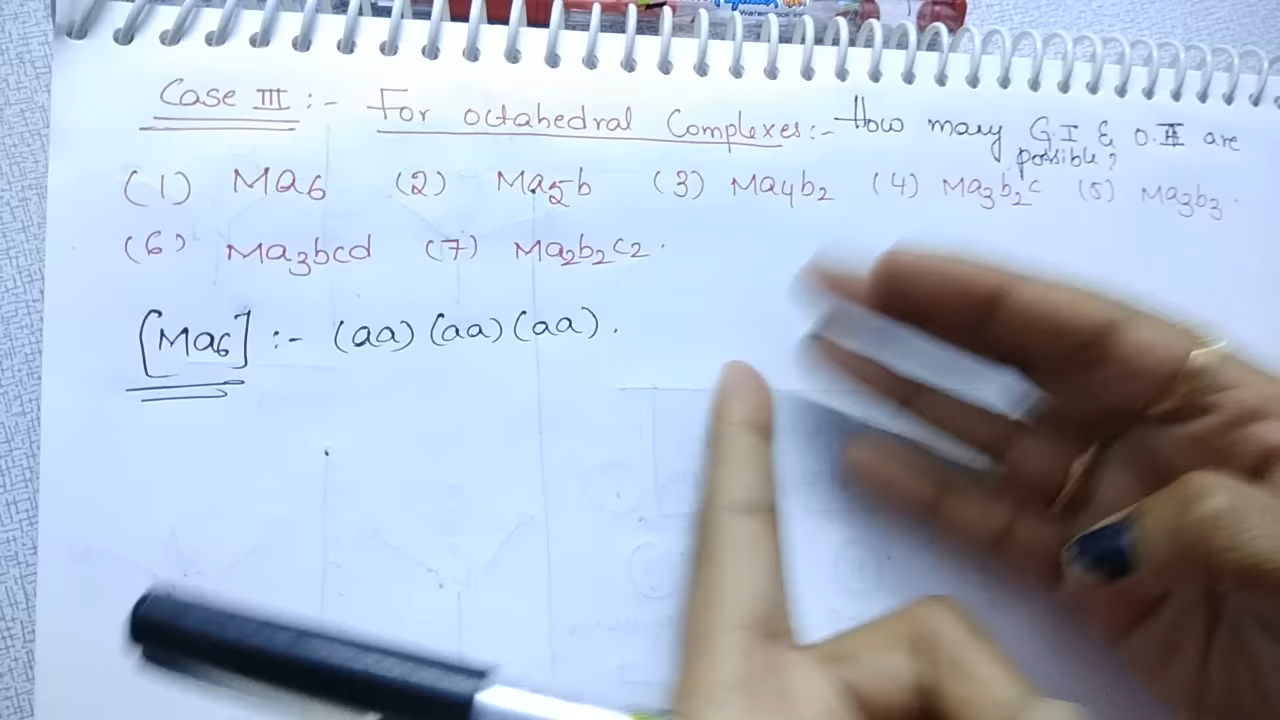 Case III :- For octahedral Complexes:- How many G.I & O.I are possible?
(1) Ma6 (2) Ma5b (3) Ma4b2 (4) Ma3b2c (5) Ma3b3.
(6) Ma3bcd (7) Ma2b2c2.
[Ma6] :- (aa) (aa) (aa).